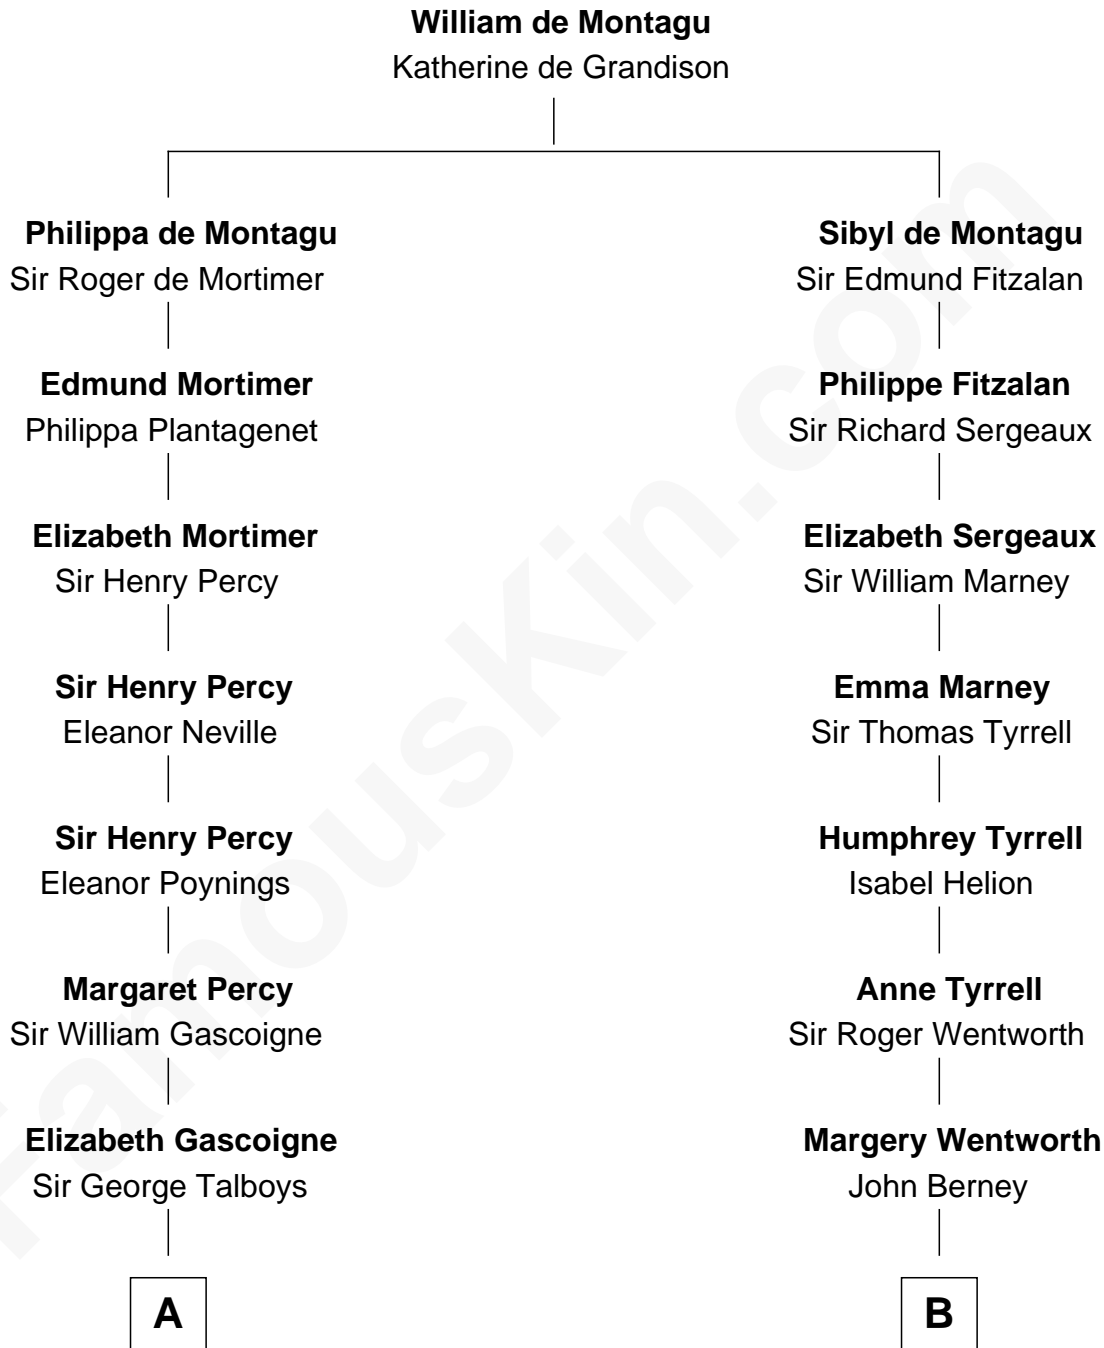 William de Montagu
Katherine de Grandison
Philippa de Montagu
Sir Roger de Mortimer
Sibyl de Montagu
Sir Edmund Fitzalan
Edmund Mortimer
Philippa Plantagenet
Philippe Fitzalan
Sir Richard Sergeaux
Elizabeth Mortimer
Sir Henry Percy
Elizabeth Sergeaux
Sir William Marney
Sir Henry Percy
Eleanor Neville
Emma Marney
Sir Thomas Tyrrell
Sir Henry Percy
Eleanor Poynings
Humphrey Tyrrell
Isabel Helion
Margaret Percy
Sir William Gascoigne
Anne Tyrrell
Sir Roger Wentworth
Elizabeth Gascoigne
Sir George Talboys
Margery Wentworth
John Berney
A
B
FamousKin.com